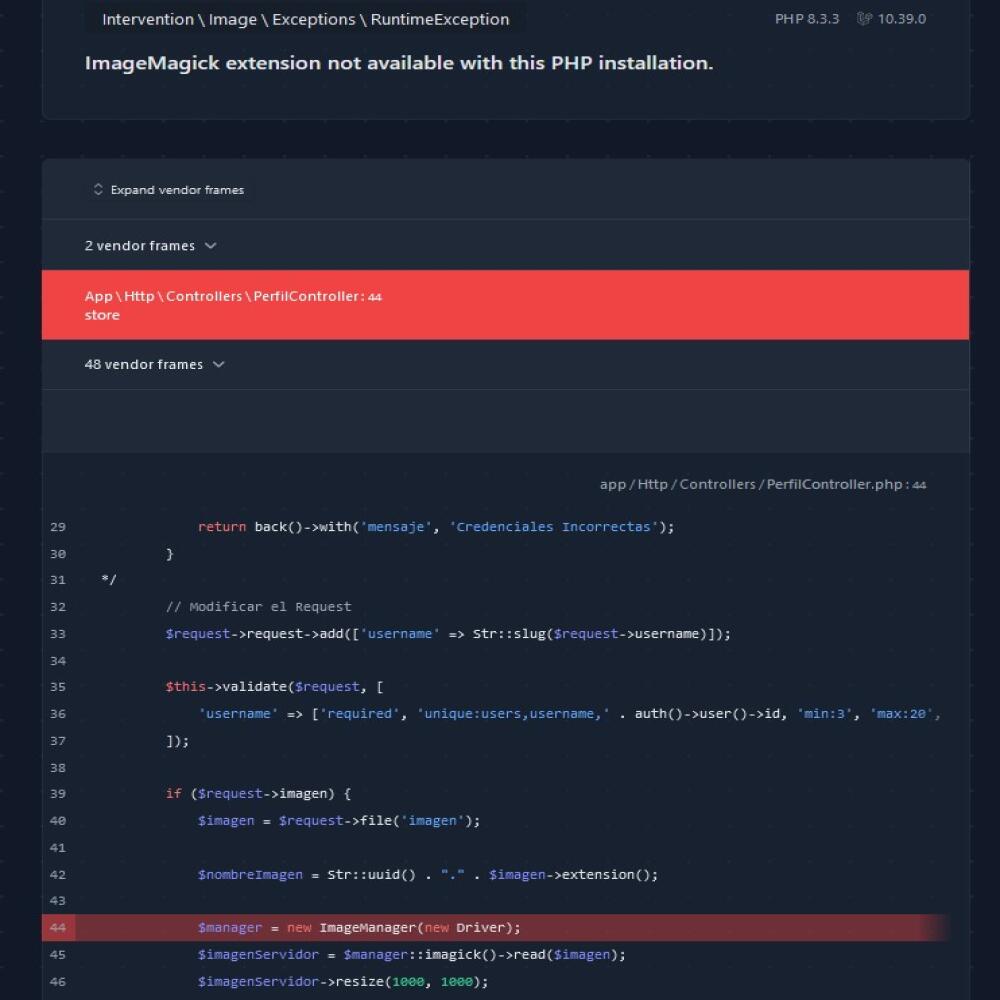 Intervention \ Image \ Exceptions \ RuntimeException
PHP 8.3.3 10.39.0
ImageMagick extension not available with this PHP installation.
Expand vendor frames
2 vendor frames
App \ Http \ Controllers \ PerfilController : 44
store
48 vendor frames
app / Http / Controllers / PerfilController.php : 44
29 return back()->with('mensaje', 'Credenciales Incorrectas');
30 }
31 */
32 // Modificar el Request
33 $request->request->add(['username' => Str::slug($request->username)]);
34
35 $this->validate($request, [
36 'username' => ['required', 'unique:users,username,' . auth()->user()->id, 'min:3', 'max:20',
37 ]);
38
39 if ($request->imagen) {
40 $imagen = $request->file('imagen');
41
42 $nombreImagen = Str::uuid() . "." . $imagen->extension();
43
44 $manager = new ImageManager(new Driver);
45 $imagenServidor = $manager::imagick()->read($imagen);
46 $imagenServidor->resize(1000, 1000);